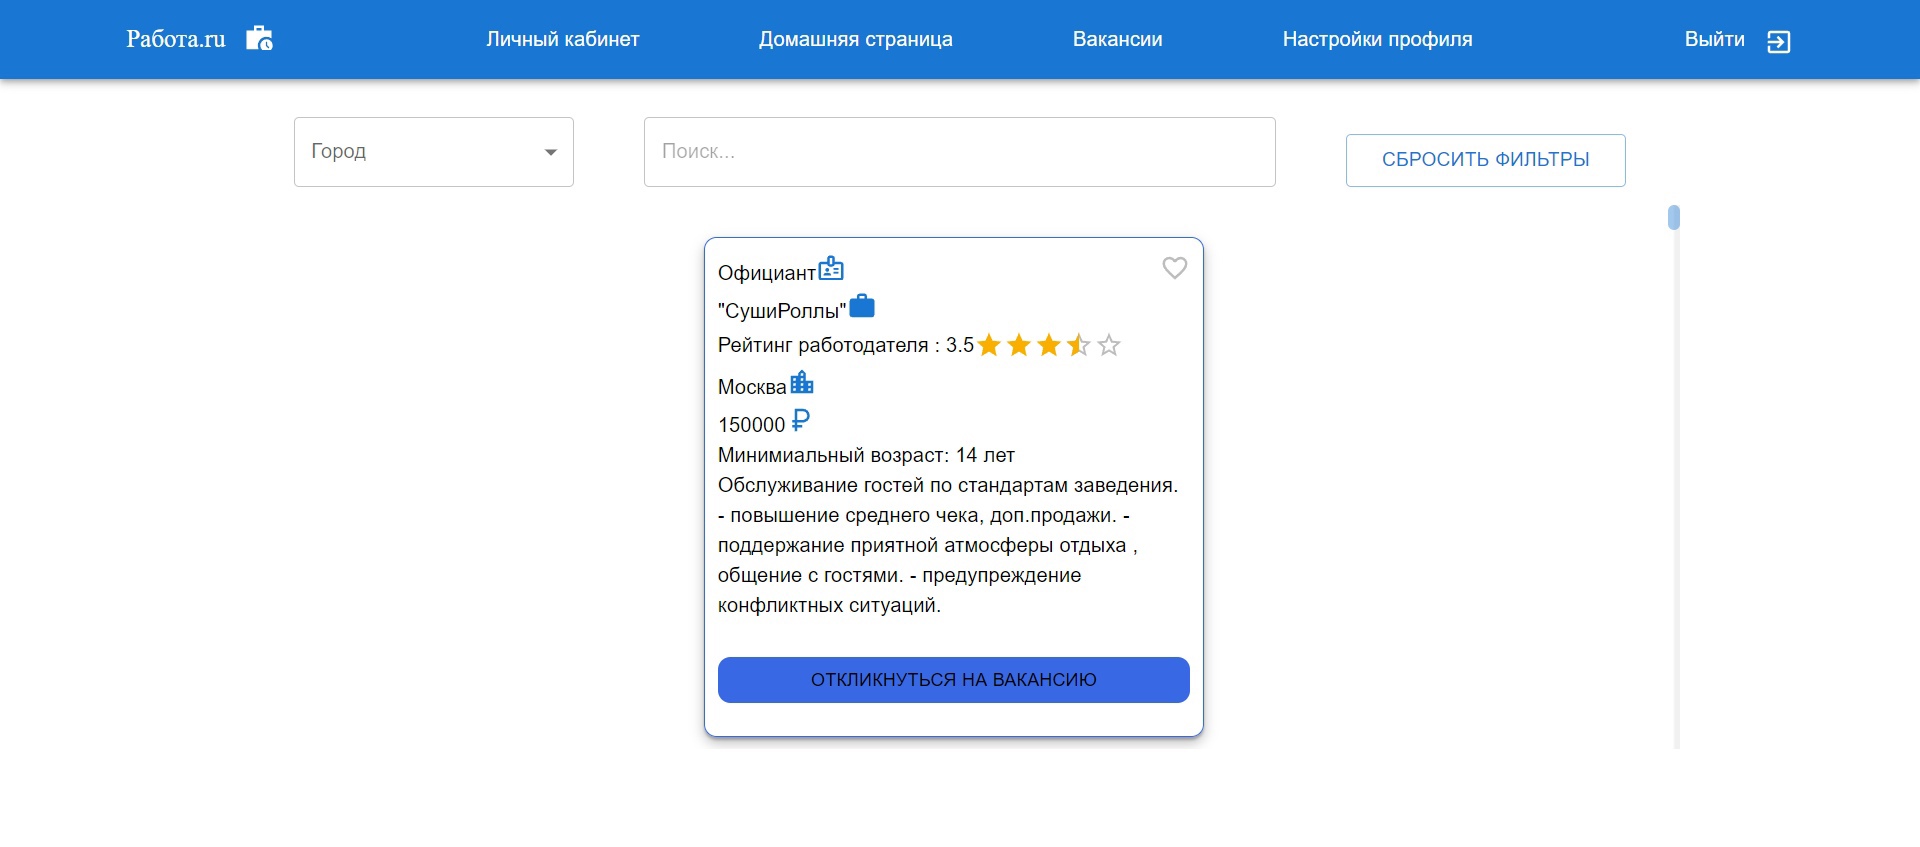 Работа.ru
Личный кабинет
Домашняя страница
Вакансии
Настройки профиля
Выйти
Город
Поиск...
СБРОСИТЬ ФИЛЬТРЫ
Официант
"СушиРоллы"
Рейтинг работодателя : 3.5
Москва
150000 ₽
Минимиальный возраст: 14 лет
Обслуживание гостей по стандартам заведения.
- повышение среднего чека, доп.продажи. -
поддержание приятной атмосферы отдыха ,
общение с гостями. - предупреждение
конфликтных ситуаций.
ОТКЛИКНУТЬСЯ НА ВАКАНСИЮ